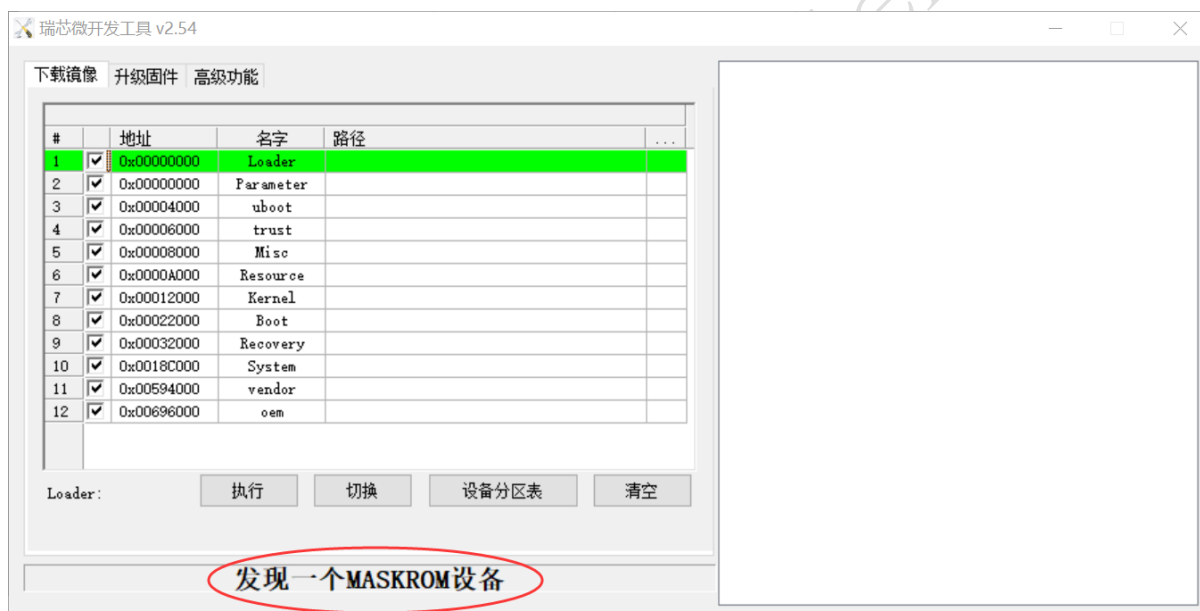 瑞芯微开发工具 v2.54
下载镜像 升级固件 高级功能
# 地址 名字 路径 ...
1 0x00000000 Loader
2 0x00000000 Parameter
3 0x00004000 uboot
4 0x00006000 trust
5 0x00008000 Misc
6 0x0000A000 Resource
7 0x00012000 Kernel
8 0x00022000 Boot
9 0x00032000 Recovery
10 0x0018C000 System
11 0x00594000 vendor
12 0x00696000 oem
Loader: 执行 切换 设备分区表 清空
发现一个MASKROM设备